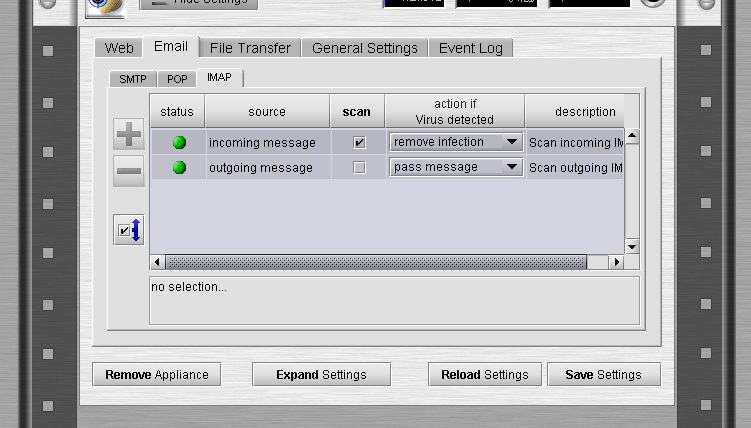 Hide Settings
Web Email File Transfer General Settings Event Log
SMTP POP IMAP
status source scan action if Virus detected description
incoming message remove infection Scan incoming IM
outgoing message pass message Scan outgoing IM
no selection...
Remove Appliance Expand Settings Reload Settings Save Settings